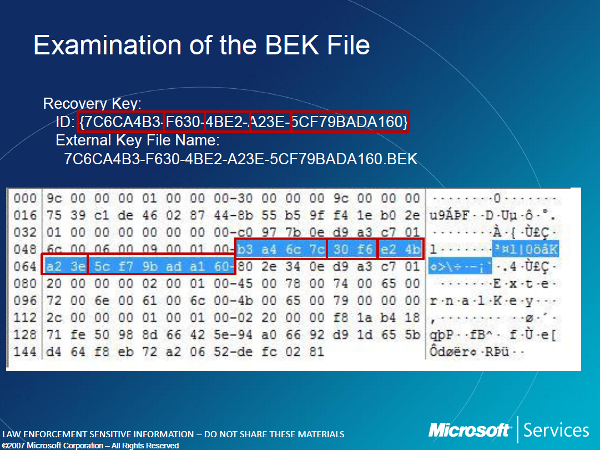 Examination of the BEK File
Recovery Key:
ID: {7C6CA4B3-F630-4BE2-A23E-5CF79BADA160}
External Key File Name:
7C6CA4B3-F630-4BE2-A23E-5CF79BADA160.BEK
000 9c 00 00 00 01 00 00 00-30 00 00 00 9c 00 00 00 ········0·······
016 75 39 c1 de 46 02 87 44-8b 55 b5 9f f4 1e b0 2e
032 01 00 00 00 00 00 00 00-c0 97 7b 0e d9 a3 c7 01
048 6c 00 06 00 09 00 01 00-b3 a4 6c 7c 30 f6 e2 4b
064 a2 3e 5c f7 9b ad a1 60-80 2e 34 0e d9 a3 c7 01
080 20 00 00 00 02 00 01 00-45 00 78 00 74 00 65 00 ········E·x·t·e·
096 72 00 6e 00 61 00 6c 00-4b 00 65 00 79 00 00 00 r·n·a·l·K·e·y···
112 2c 00 00 00 01 00 01 00-02 20 00 00 f8 1a b4 18
128 71 fe 50 98 8d 66 42 5e-94 a0 66 92 d9 1d 65 5b
144 d4 64 f8 eb 72 a2 06 52-de fc 02 81
LAW ENFORCEMENT SENSITIVE INFORMATION – DO NOT SHARE THESE MATERIALS
©2007 Microsoft Corporation – All Rights Reserved
Microsoft | Services